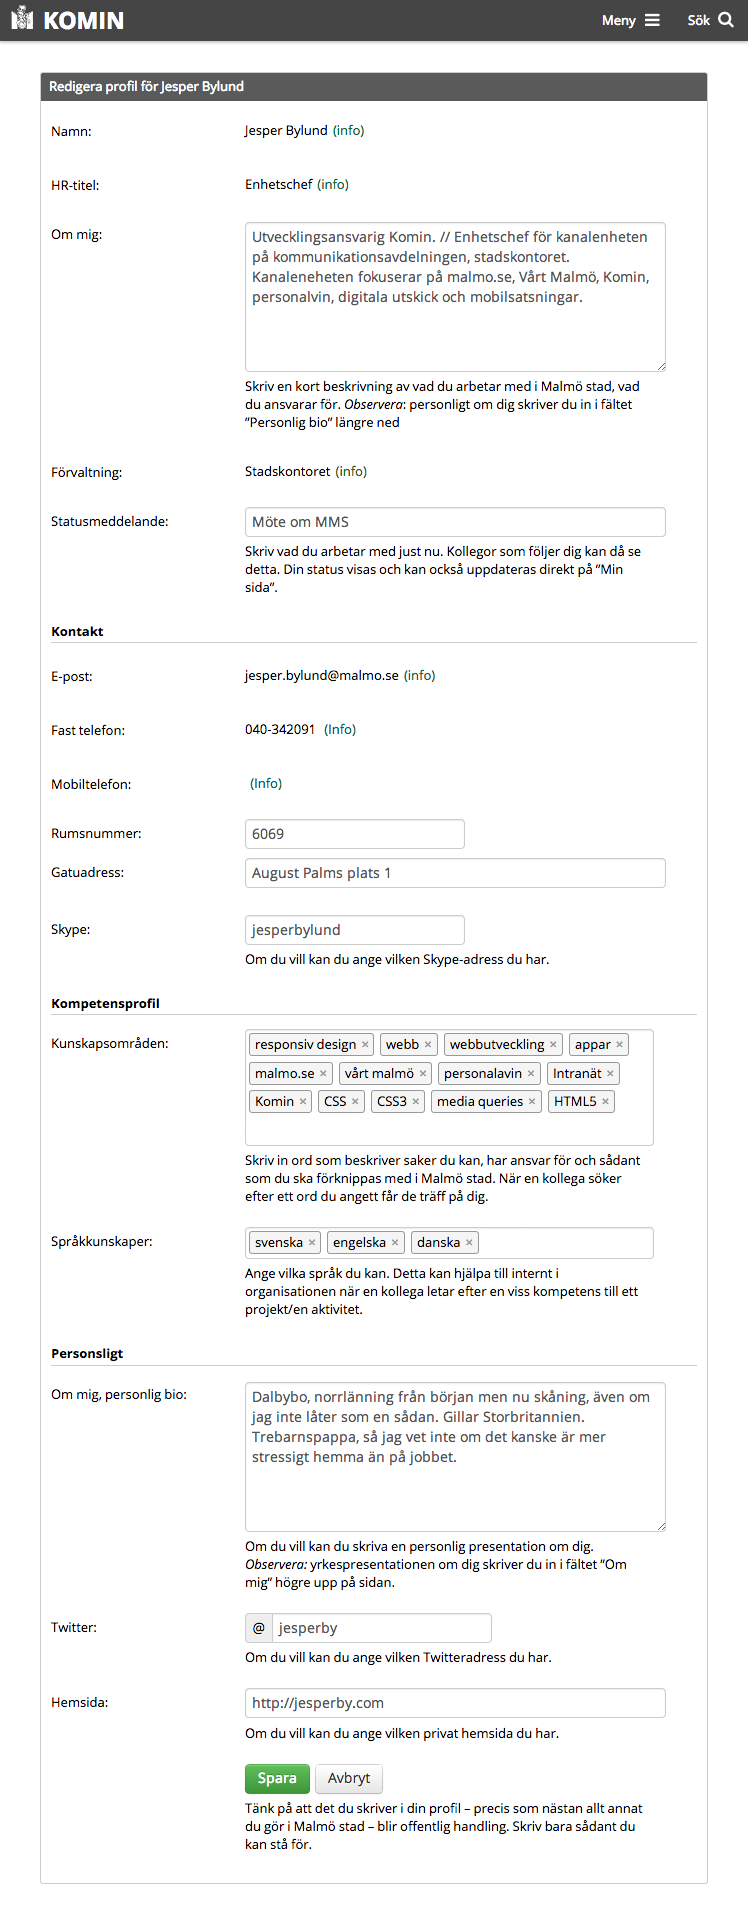 KOMIN
Meny
Sök
Redigera profil för Jesper Bylund
Namn:
Jesper Bylund (info)
HR-titel:
Enhetschef (info)
Om mig:
Utvecklingsansvarig Komin. // Enhetschef för kanalenheten
på kommunikationsavdelningen, stadskontoret.
Kanaleneheten fokuserar på malmo.se, Vårt Malmö, Komin,
personalvin, digitala utskick och mobilsatsningar.
Skriv en kort beskrivning av vad du arbetar med i Malmö stad, vad
du ansvarar för. Observera: personligt om dig skriver du in i fältet
”Personlig bio” längre ned
Förvaltning:
Stadskontoret (info)
Statusmeddelande:
Möte om MMS
Skriv vad du arbetar med just nu. Kollegor som följer dig kan då se
detta. Din status visas och kan också uppdateras direkt på ”Min
sida”.
Kontakt
E-post:
jesper.bylund@malmo.se (info)
Fast telefon:
040-342091 (Info)
Mobiltelefon:
(Info)
Rumsnummer:
6069
Gatuadress:
August Palms plats 1
Skype:
jesperbylund
Om du vill kan du ange vilken Skype-adress du har.
Kompetensprofil
Kunskapsområden:
responsiv design × webb × webbutveckling × appar ×
malmo.se × vårt malmö × personalavin × Intranät ×
Komin × CSS × CSS3 × media queries × HTML5 ×
Skriv in ord som beskriver saker du kan, har ansvar för och sådant
som du ska förknippas med i Malmö stad. När en kollega söker
efter ett ord du angett får de träff på dig.
Språkkunskaper:
svenska × engelska × danska ×
Ange vilka språk du kan. Detta kan hjälpa till internt i
organisationen när en kollega letar efter en viss kompetens till ett
projekt/en aktivitet.
Personsligt
Om mig, personlig bio:
Dalbybo, norrlänning från början men nu skåning, även om
jag inte låter som en sådan. Gillar Storbritannien.
Trebarnspappa, så jag vet inte om det kanske är mer
stressigt hemma än på jobbet.
Om du vill kan du skriva en personlig presentation om dig.
Observera: yrkespresentationen om dig skriver du in i fältet ”Om
mig” högre upp på sidan.
Twitter:
@ jesperby
Om du vill kan du ange vilken Twitteradress du har.
Hemsida:
http://jesperby.com
Om du vill kan du ange vilken privat hemsida du har.
Spara Avbryt
Tänk på att det du skriver i din profil – precis som nästan allt annat
du gör i Malmö stad – blir offentlig handling. Skriv bara sådant du
kan stå för.